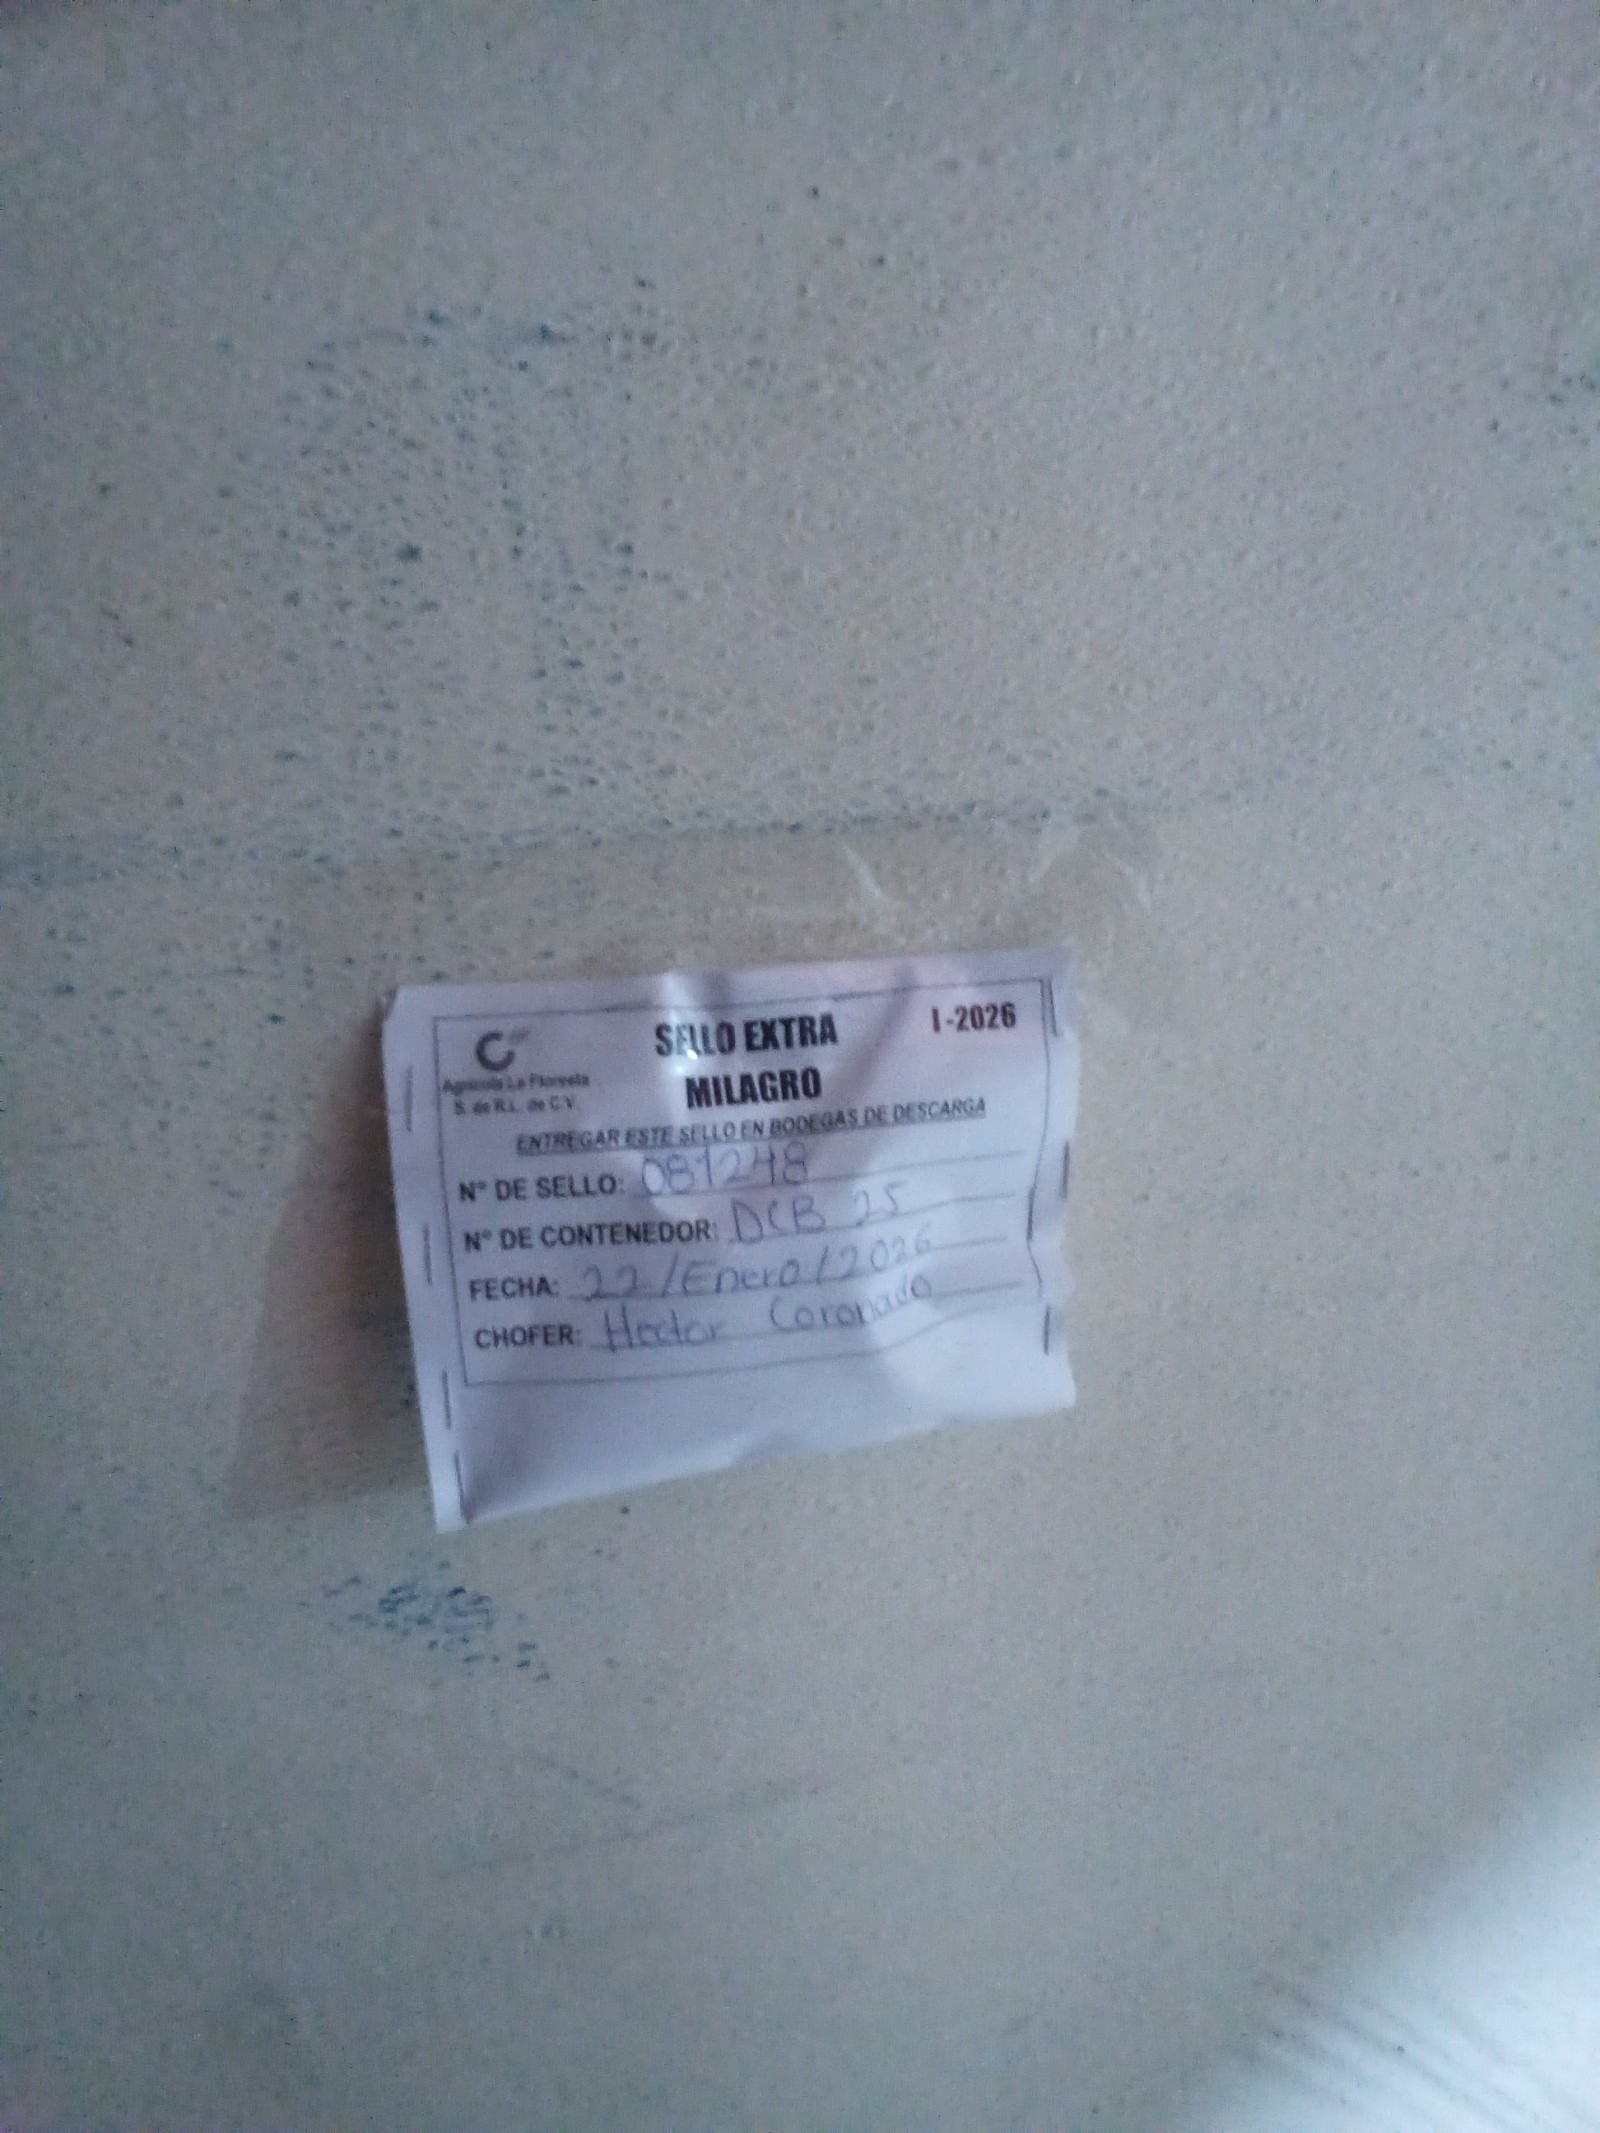 SELLO EXTRA
I-2026
MILAGRO
Agrícola La Floresta
S. de R.L. de C.V.
ENTREGAR ESTE SELLO EN BODEGAS DE DESCARGA
N° DE SELLO: 081248
N° DE CONTENEDOR: DCB 25
FECHA: 22/Enero/2026
CHOFER: Hector Coronado